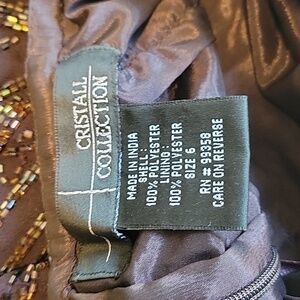 CRISTALL
COLLECTION
MADE IN INDIA
SHELL:
100% POLYESTER
LINING:
100% POLYESTER
SIZE 6
RN # 99358
CARE ON REVERSE